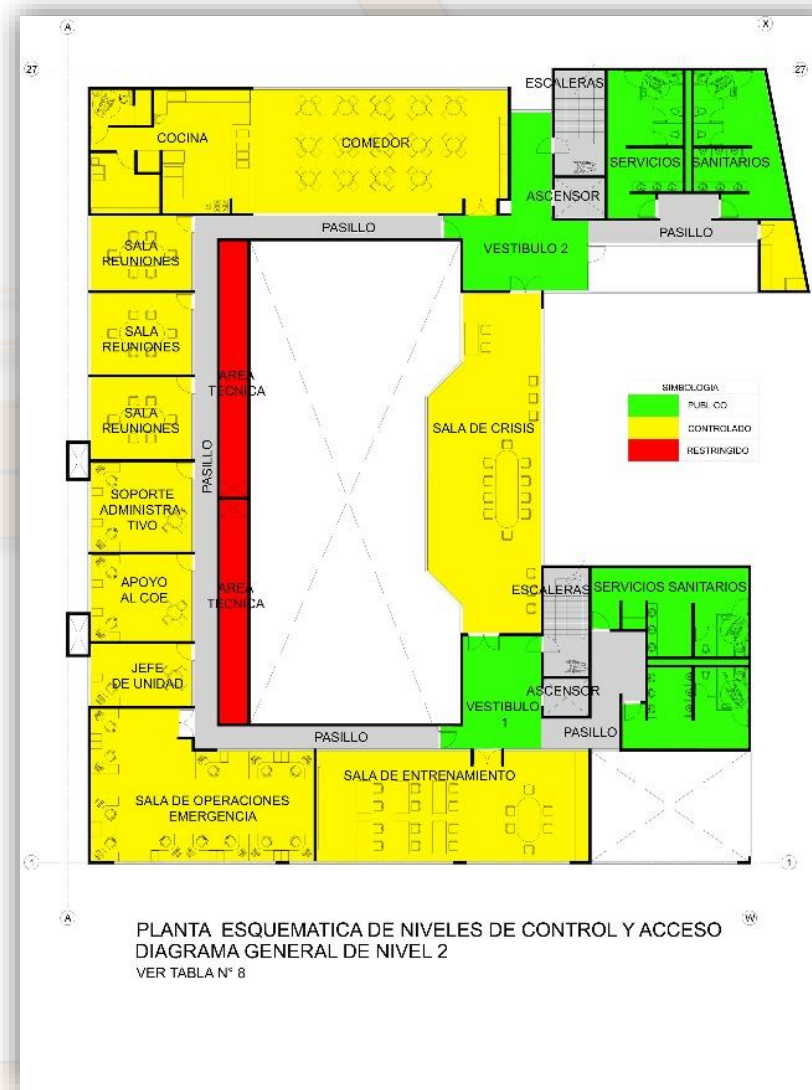 A
X
27
27
ESCALERAS
COCINA
COMEDOR
SERVICIOS
SANITARIOS
ASCENSOR
PASILLO
VESTIBULO 2
PASILLO
SALA
REUNIONES
SALA
REUNIONES
AREA
TECNICA
SIMBOLOGIA
PUBLICO
CONTROLADO
RESTRINGIDO
SALA
REUNIONES
SALA DE CRISIS
PASILLO
SOPORTE
ADMINISTRA-
TIVO
APOYO
AL COE
AREA
TECNICA
ESCALERAS
SERVICIOS SANITARIOS
JEFE
DE UNIDAD
ASCENSOR
VESTIBULO
1
PASILLO
PASILLO
SALA DE ENTRENAMIENTO
SALA DE OPERACIONES
EMERGENCIA
1
1
A
W
PLANTA ESQUEMATICA DE NIVELES DE CONTROL Y ACCESO
DIAGRAMA GENERAL DE NIVEL 2
VER TABLA N° 8